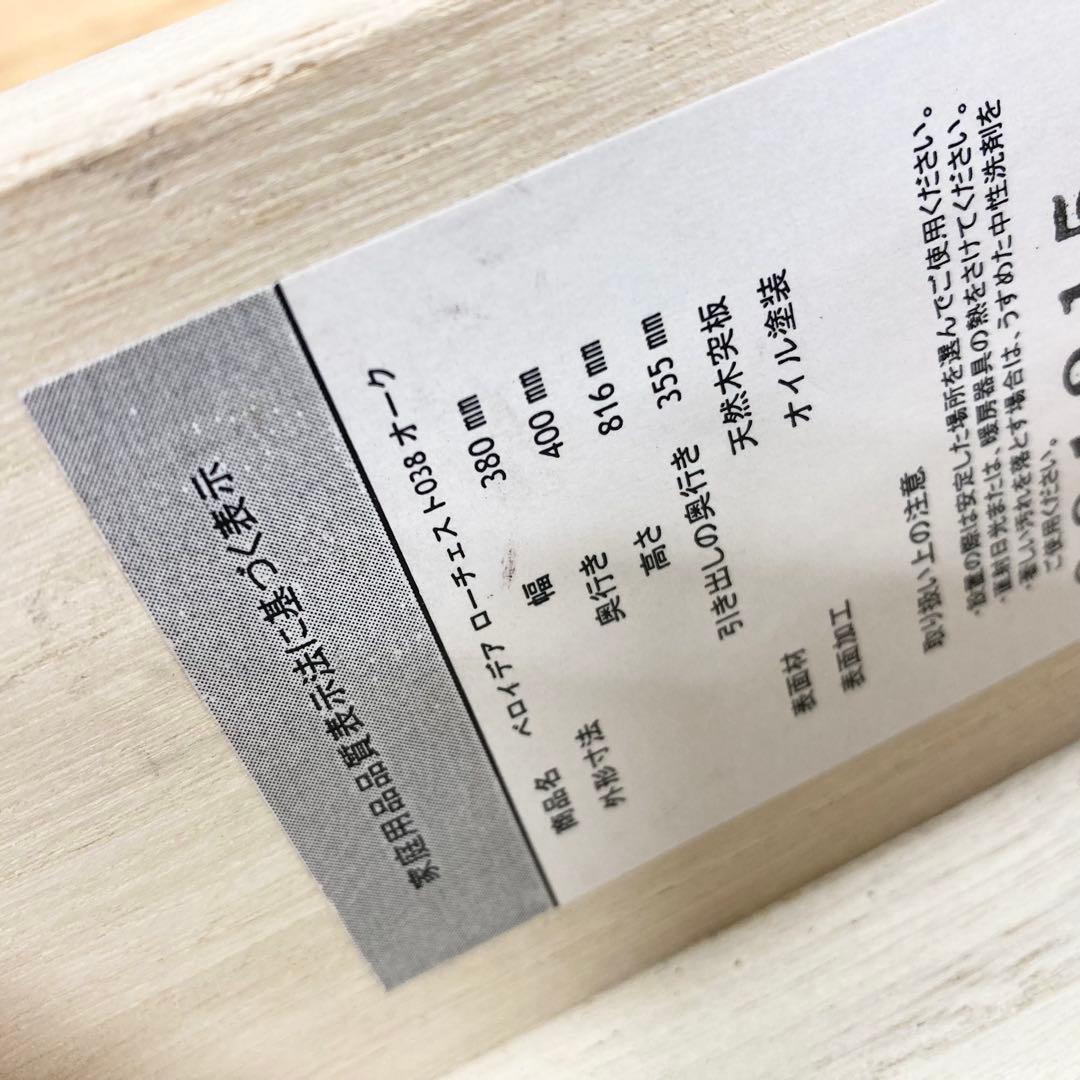 家庭用品品質表示法に基づく表示
商品名 ベロイデア ローチェスト038 オーク
外形寸法 幅 380 mm
奥行き 400 mm
高さ 816 mm
引き出しの奥行き 355 mm
表面材 天然木突板
表面加工 オイル塗装
取り扱い上の注意
・設置の際は安定した場所を選んでご使用ください。
・直射日光または、暖房器具の熱をさけてください。
・著しい汚れを落とす場合は、うすめた中性洗剤を
ご使用ください。